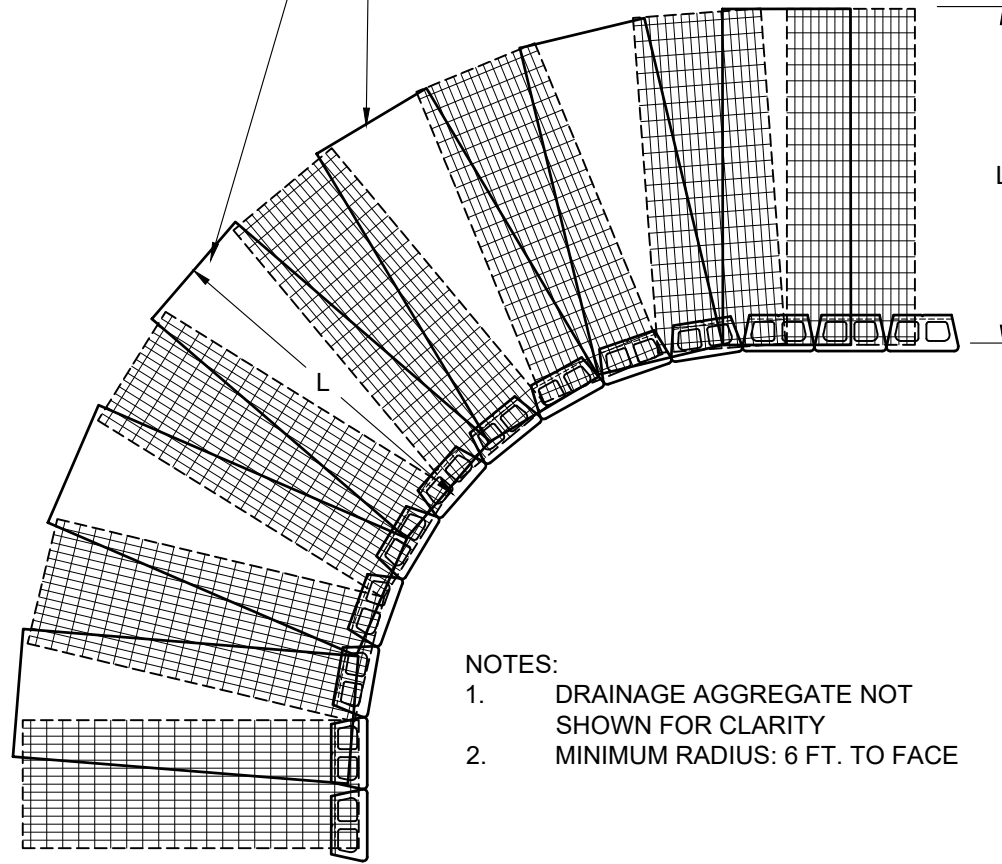 L
L
NOTES:
1. DRAINAGE AGGREGATE NOT
SHOWN FOR CLARITY
2. MINIMUM RADIUS: 6 FT. TO FACE